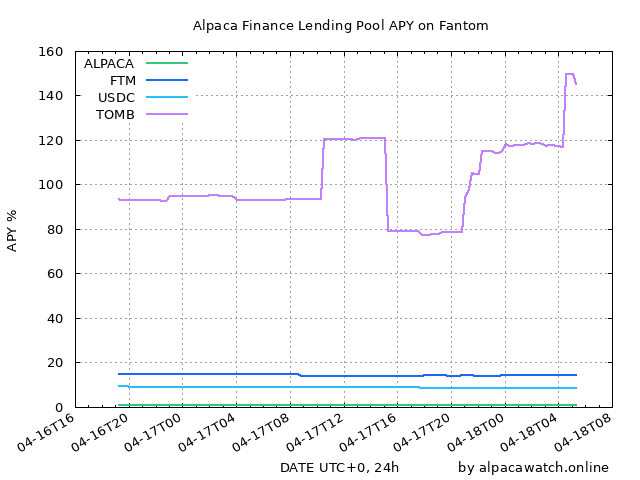 Alpaca Finance Lending Pool APY on Fantom
ALPACA
FTM
USDC
TOMB
APY %
160
140
120
100
80
60
40
20
0
04-16T16
04-16T20
04-17T00
04-17T04
04-17T08
04-17T12
04-17T16
04-17T20
04-18T00
04-18T04
04-18T08
DATE UTC+0, 24h
by alpacawatch.online